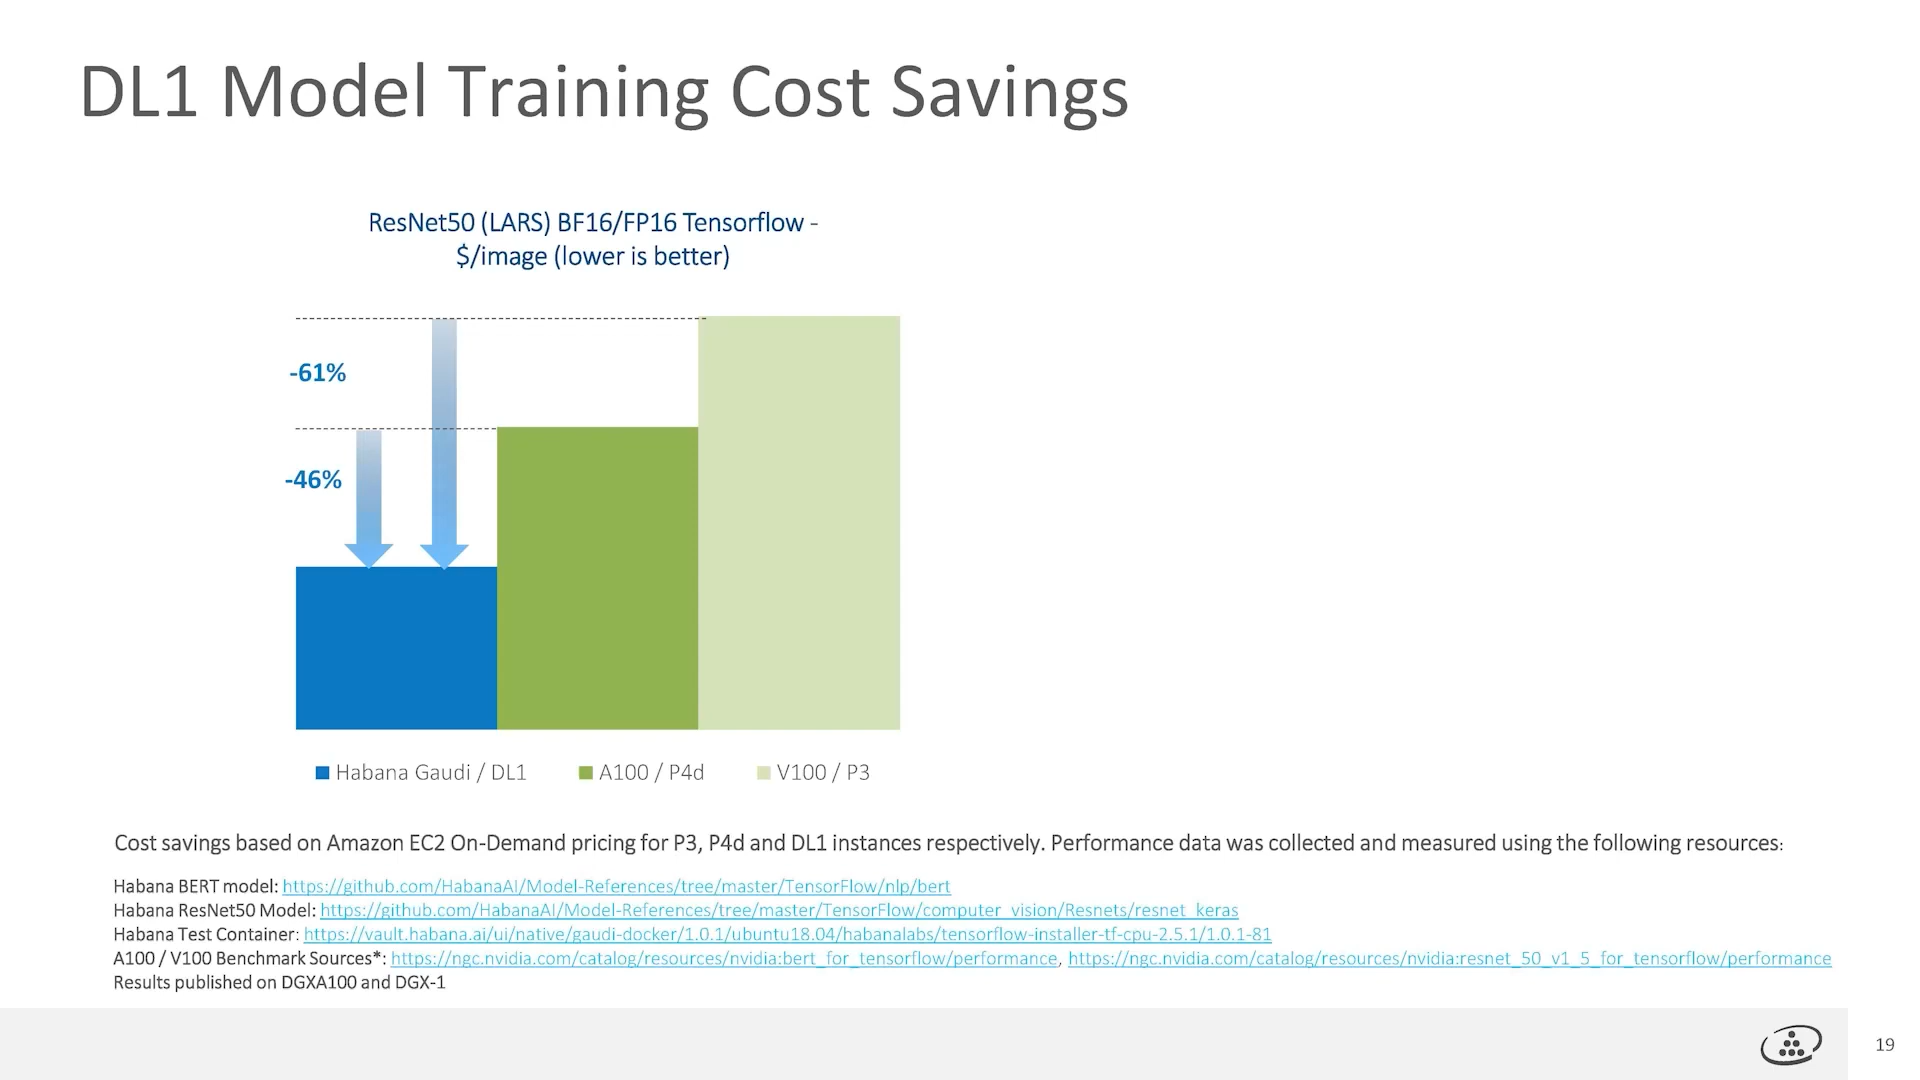 DL1 Model Training Cost Savings
ResNet50 (LARS) BF16/FP16 Tensorflow -
$/image (lower is better)
-61%
-46%
Habana Gaudi / DL1
A100 / P4d
V100 / P3
Cost savings based on Amazon EC2 On-Demand pricing for P3, P4d and DL1 instances respectively. Performance data was collected and measured using the following resources:
Habana BERT model: https://github.com/HabanaAI/Model-References/tree/master/TensorFlow/nlp/bert
Habana ResNet50 Model: https://github.com/HabanaAI/Model-References/tree/master/TensorFlow/computer_vision/Resnets/resnet_keras
Habana Test Container: https://vault.habana.ai/ui/native/gaudi-docker/1.0.1/ubuntu18.04/habanalabs/tensorflow-installer-tf-cpu-2.5.1/1.0.1-81
A100 / V100 Benchmark Sources*: https://ngc.nvidia.com/catalog/resources/nvidia:bert_for_tensorflow/performance, https://ngc.nvidia.com/catalog/resources/nvidia:resnet_50_v1_5_for_tensorflow/performance
Results published on DGXA100 and DGX-1
19